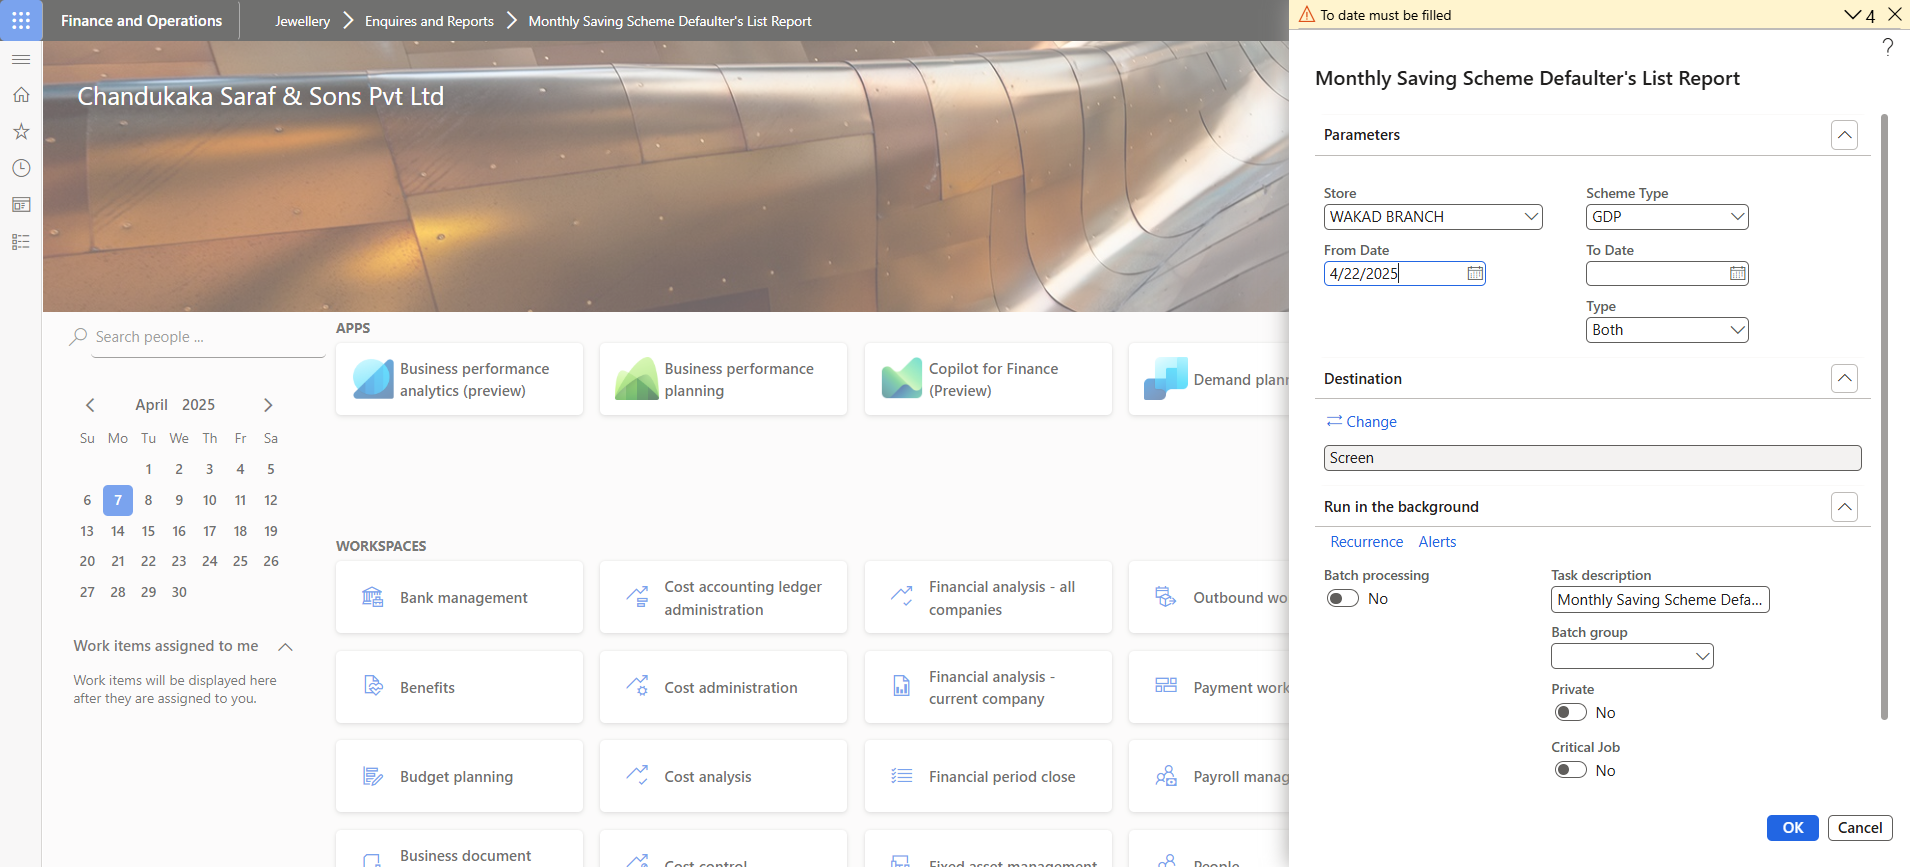 Finance and Operations
Jewellery
Enquires and Reports
Monthly Saving Scheme Defaulter's List Report
To date must be filled
4
?
Chandukaka Saraf & Sons Pvt Ltd
Monthly Saving Scheme Defaulter's List Report
Parameters
Store
WAKAD BRANCH
Scheme Type
GDP
From Date
4/22/2025
To Date
Type
Both
Destination
Change
Screen
Run in the background
Recurrence Alerts
Batch processing
No
Task description
Monthly Saving Scheme Defa...
Batch group
Private
No
Critical Job
No
OK
Cancel
Search people ...
April 2025
Su Mo Tu We Th Fr Sa
1 2 3 4 5
6 7 8 9 10 11 12
13 14 15 16 17 18 19
20 21 22 23 24 25 26
27 28 29 30
Work items assigned to me
Work items will be displayed here
after they are assigned to you.
APPS
Business performance
analytics (preview)
Business performance
planning
Copilot for Finance
(Preview)
Demand plann
WORKSPACES
Bank management
Cost accounting ledger
administration
Financial analysis - all
companies
Outbound wo
Benefits
Cost administration
Financial analysis -
current company
Payment work
Budget planning
Cost analysis
Financial period close
Payroll manag
Business document
Cost control
Fixed asset management
People